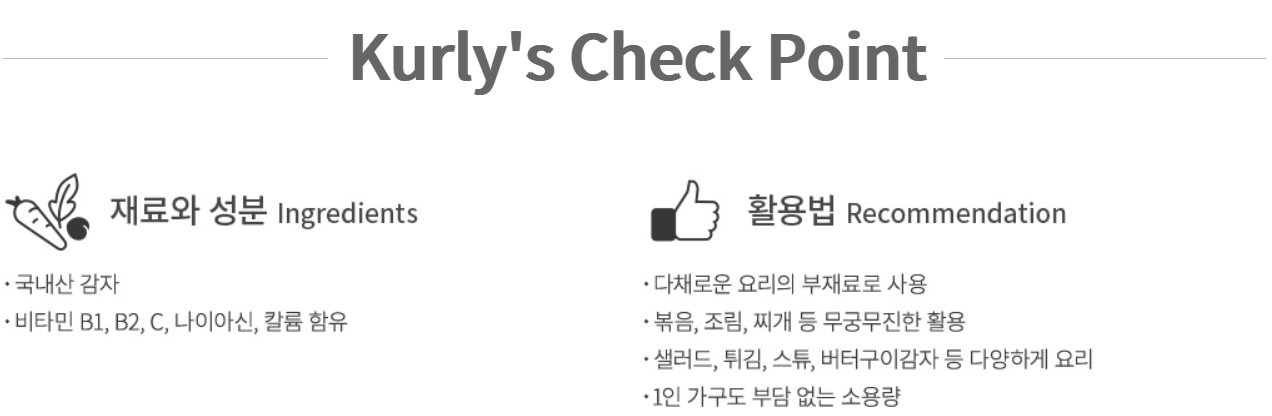 Kurly's Check Point
재료와 성분 Ingredients
· 국내산 감자
· 비타민 B1, B2, C, 나이아신, 칼륨 함유
활용법 Recommendation
· 다채로운 요리의 부재료로 사용
· 볶음, 조림, 찌개 등 무궁무진한 활용
· 샐러드, 튀김, 스튜, 버터구이감자 등 다양하게 요리
· 1인 가구도 부담 없는 소용량